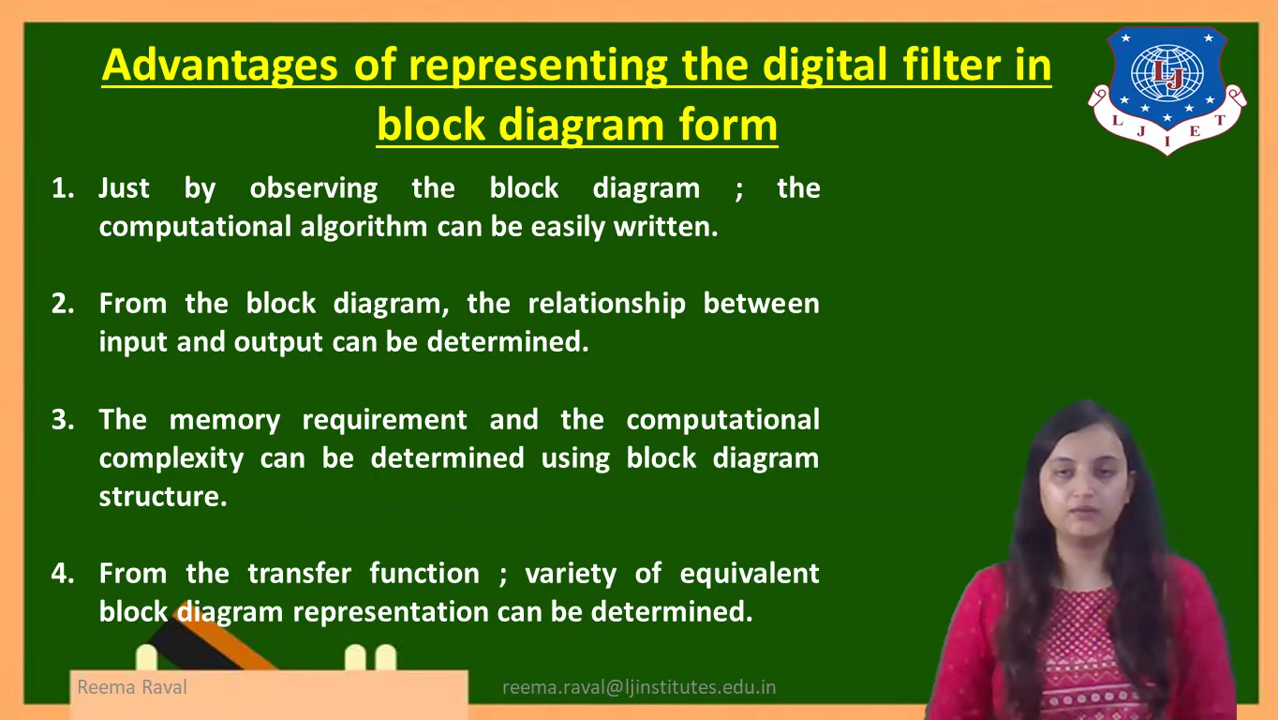 Advantages of representing the digital filter in
block diagram form
LJ
L J I E T
1. Just by observing the block diagram ; the
computational algorithm can be easily written.
2. From the block diagram, the relationship between
input and output can be determined.
3. The memory requirement and the computational
complexity can be determined using block diagram
structure.
4. From the transfer function ; variety of equivalent
block diagram representation can be determined.
Reema Raval
reema.raval@ljinstitutes.edu.in